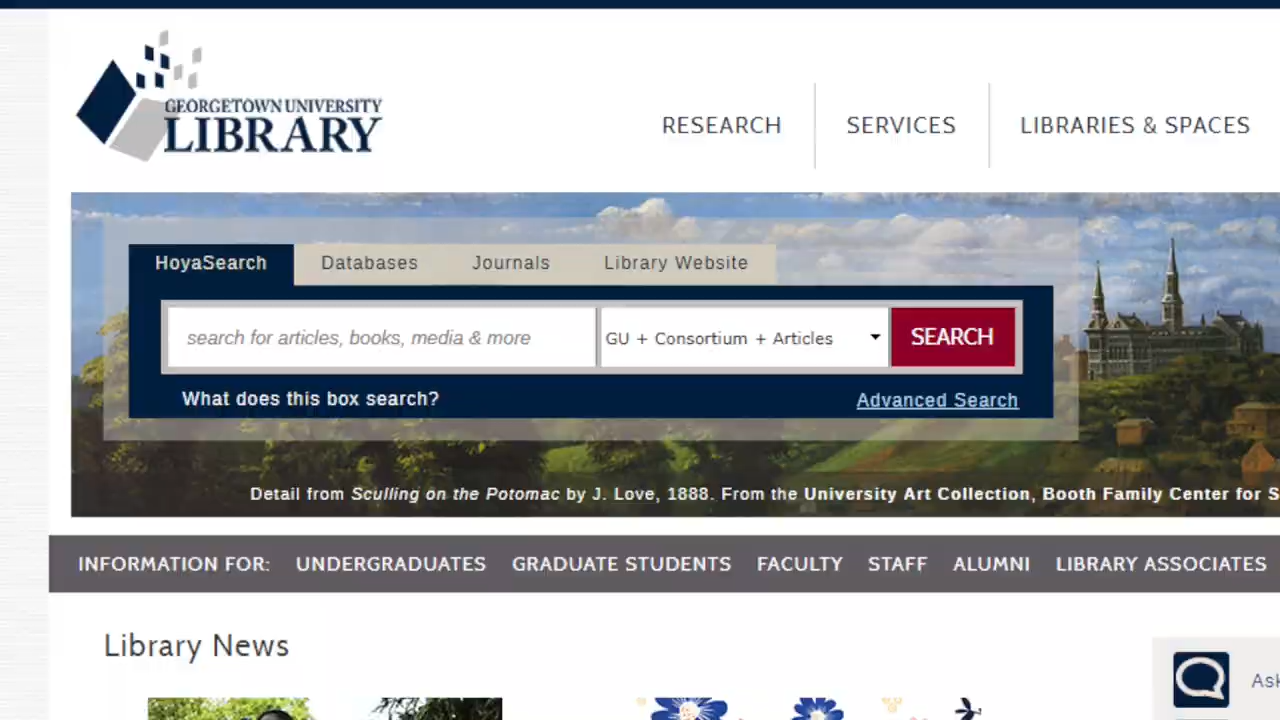 GEORGETOWN UNIVERSITY
LIBRARY
RESEARCH SERVICES LIBRARIES & SPACES
HoyaSearch Databases Journals Library Website
search for articles, books, media & more GU + Consortium + Articles SEARCH
What does this box search? Advanced Search
Detail from Sculling on the Potomac by J. Love, 1888. From the University Art Collection, Booth Family Center for S
INFORMATION FOR: UNDERGRADUATES GRADUATE STUDENTS FACULTY STAFF ALUMNI LIBRARY ASSOCIATES
Library News
Ask